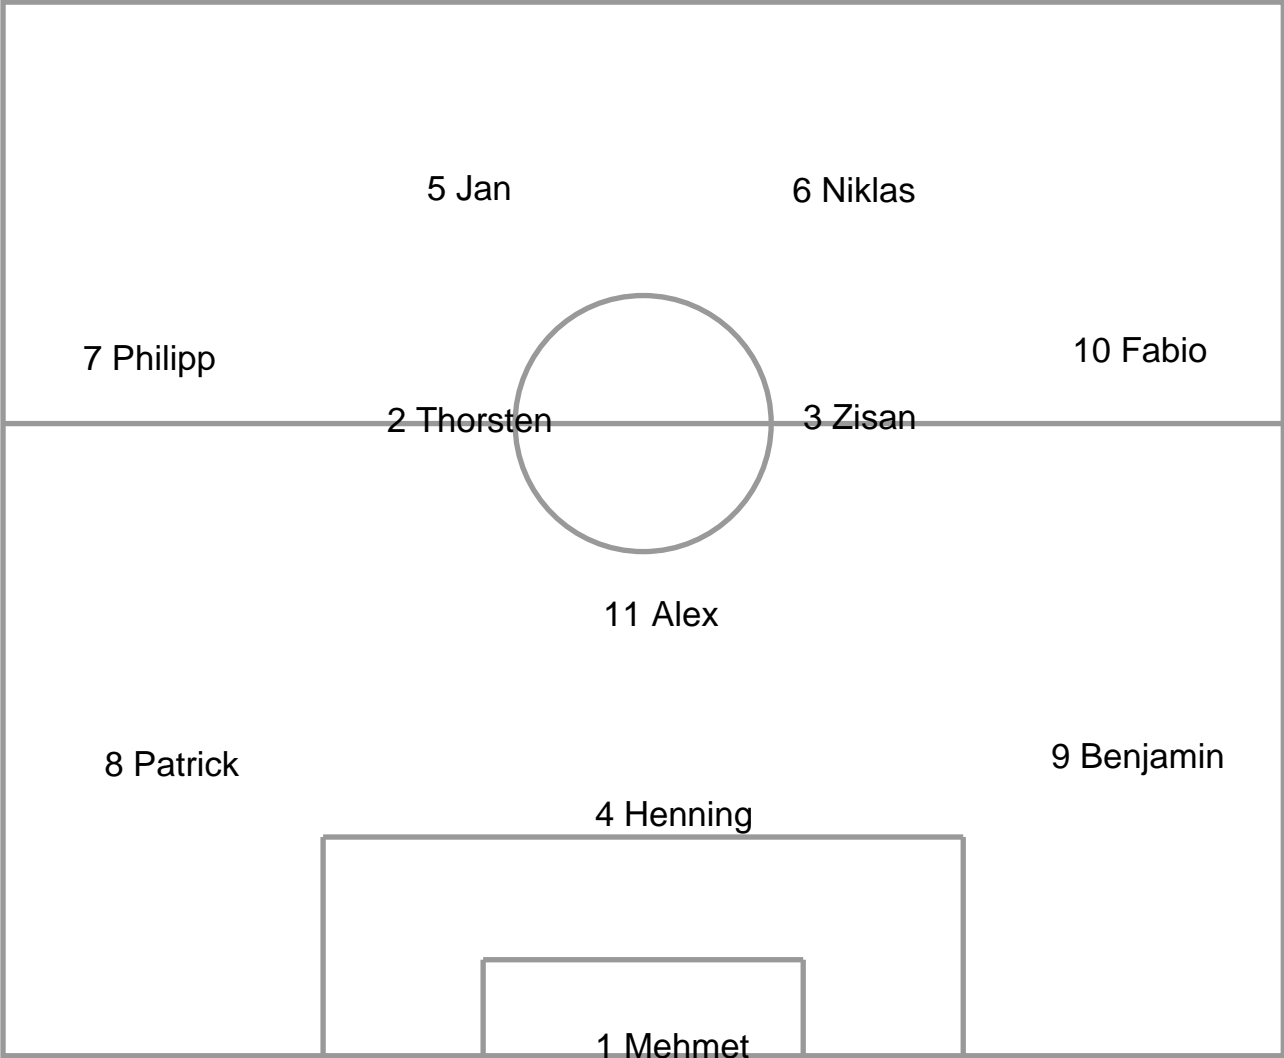 5 Jan
6 Niklas
7 Philipp
10 Fabio
2 Thorsten
3 Zisan
11 Alex
8 Patrick
9 Benjamin
4 Henning
1 Mehmet